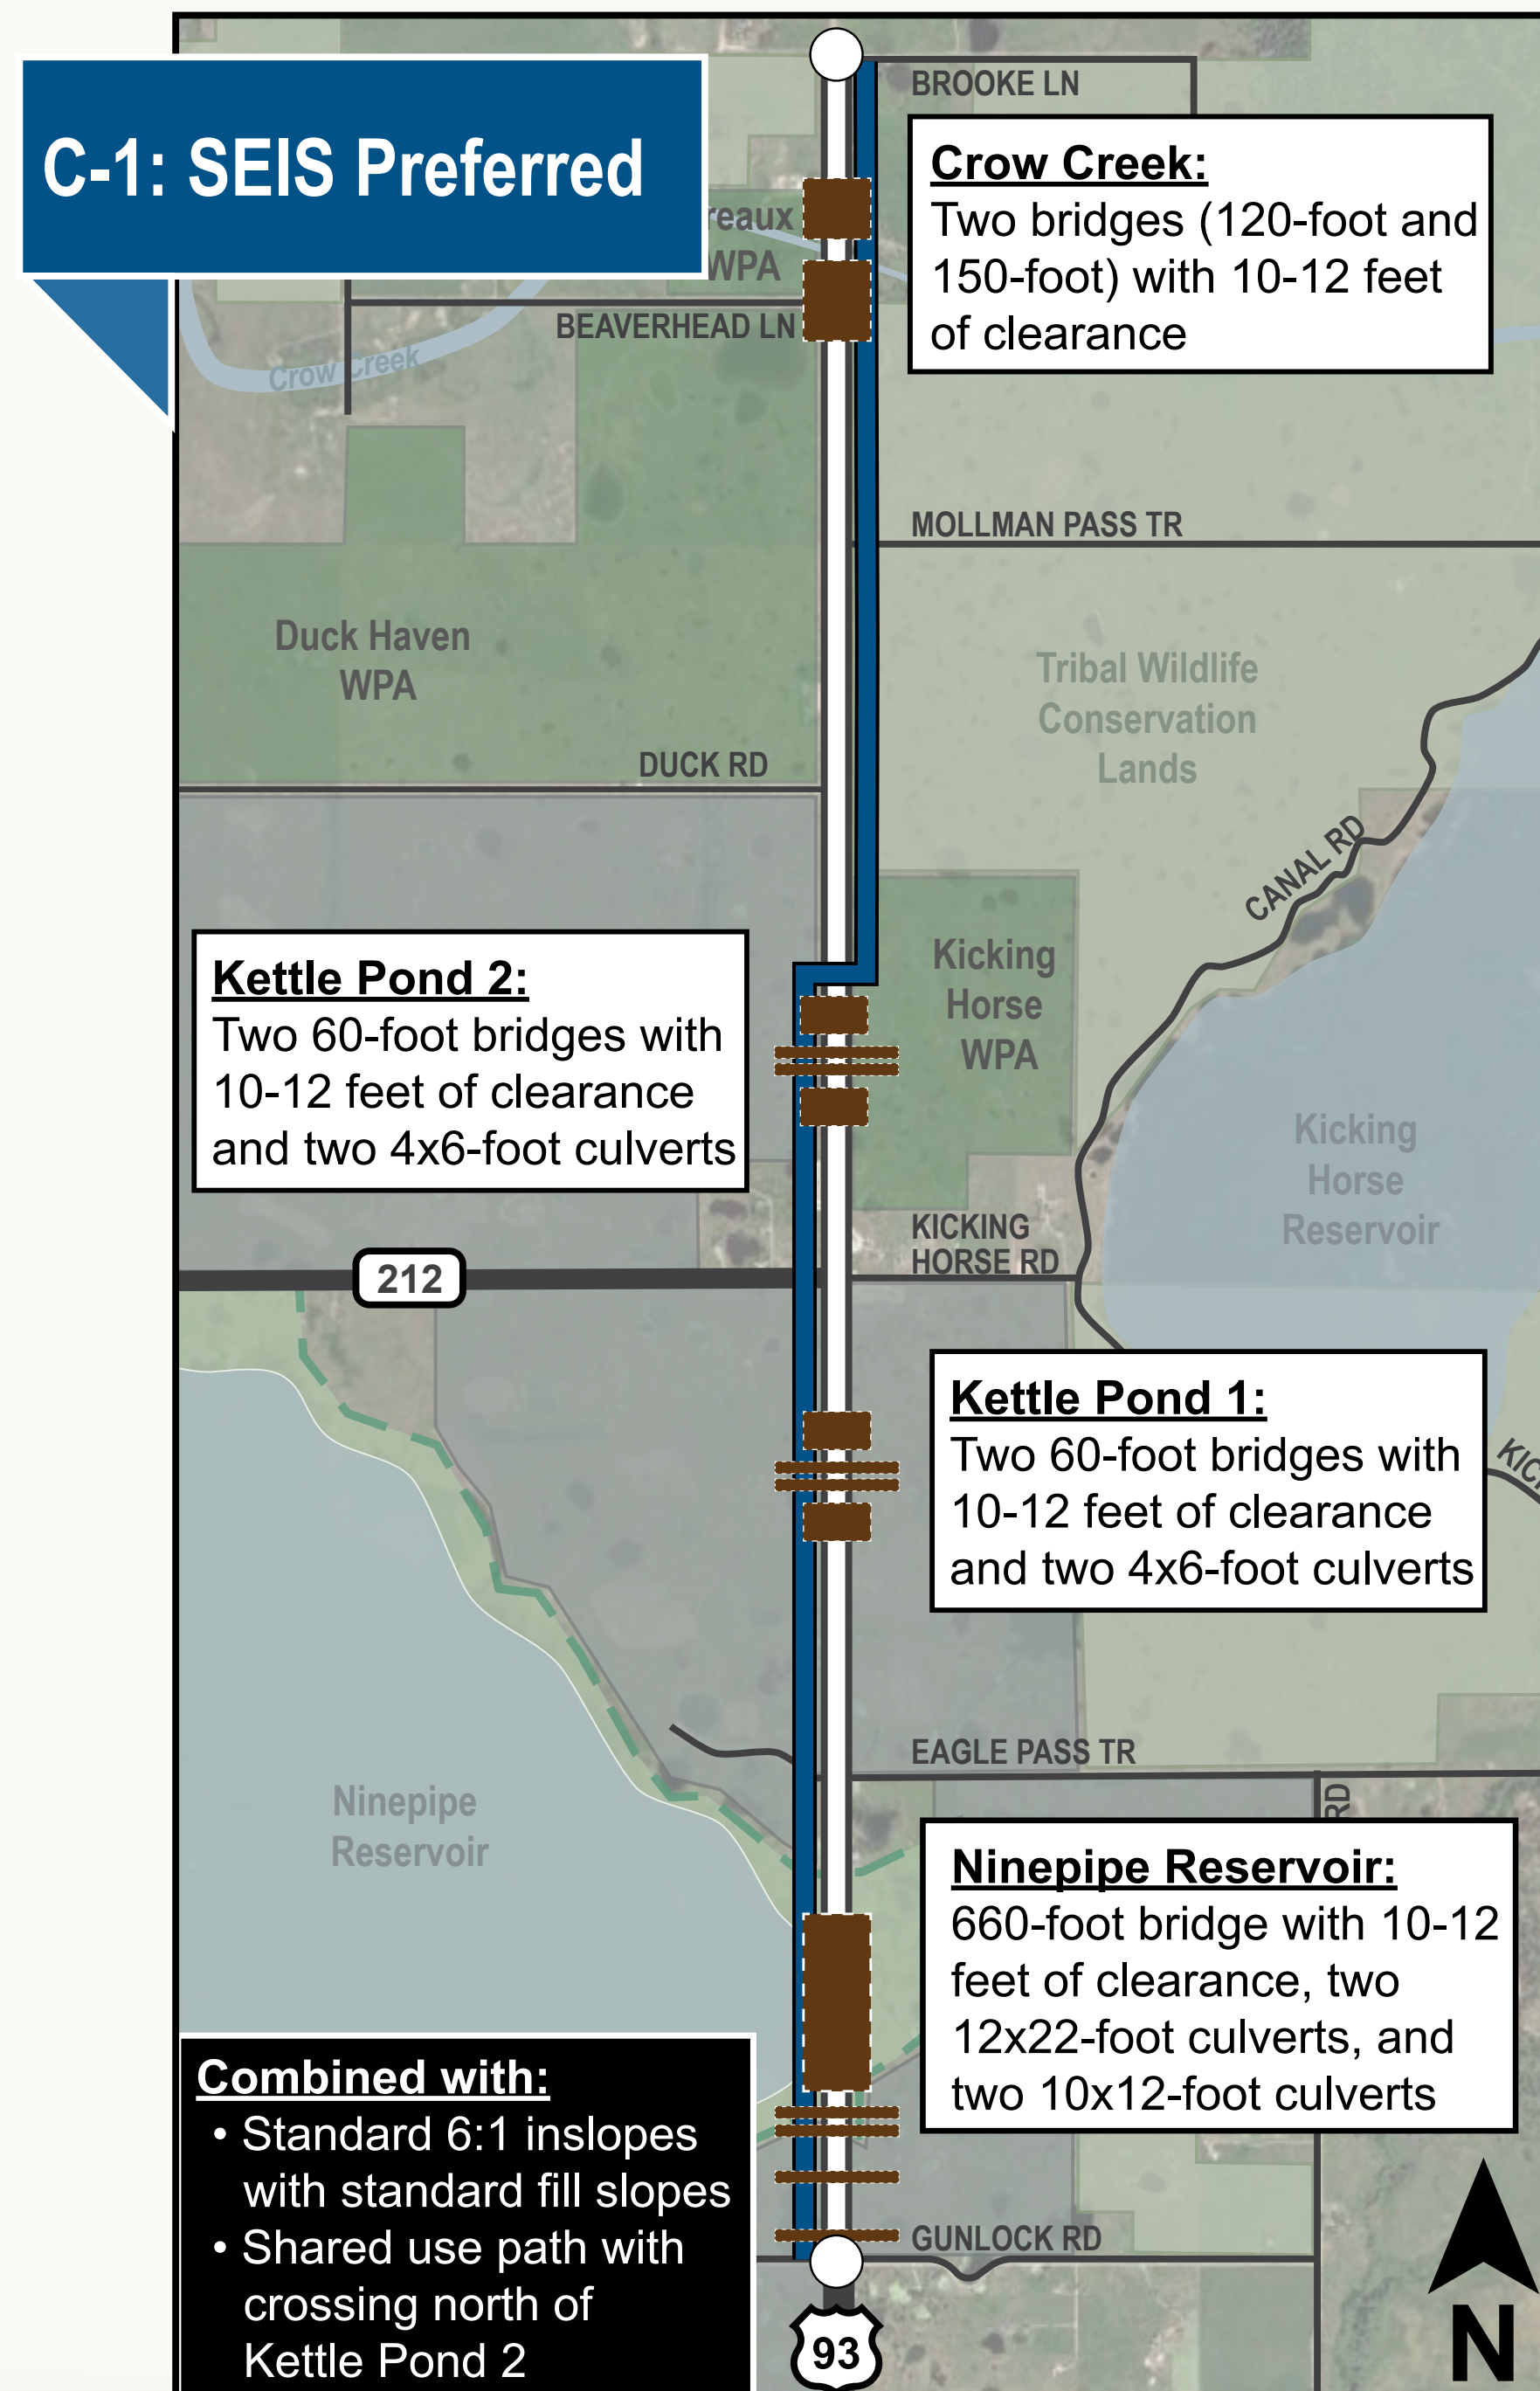 C-1: SEIS Preferred
BROOKE LN
Crow Creek:
Two bridges (120-foot and
150-foot) with 10-12 feet
of clearance
WPA
BEAVERHEAD LN
Crow Creek
MOLLMAN PASS TR
Duck Haven
WPA
Tribal Wildlife
Conservation
Lands
DUCK RD
CANAL RD
Kettle Pond 2:
Two 60-foot bridges with
10-12 feet of clearance
and two 4x6-foot culverts
Kicking
Horse
WPA
Kicking
Horse
Reservoir
KICKING
HORSE RD
212
Kettle Pond 1:
Two 60-foot bridges with
10-12 feet of clearance
and two 4x6-foot culverts
EAGLE PASS TR
RD
Ninepipe
Reservoir
Ninepipe Reservoir:
660-foot bridge with 10-12
feet of clearance, two
12x22-foot culverts, and
two 10x12-foot culverts
Combined with:
• Standard 6:1 inslopes
with standard fill slopes
• Shared use path with
crossing north of
Kettle Pond 2
GUNLOCK RD
93
N